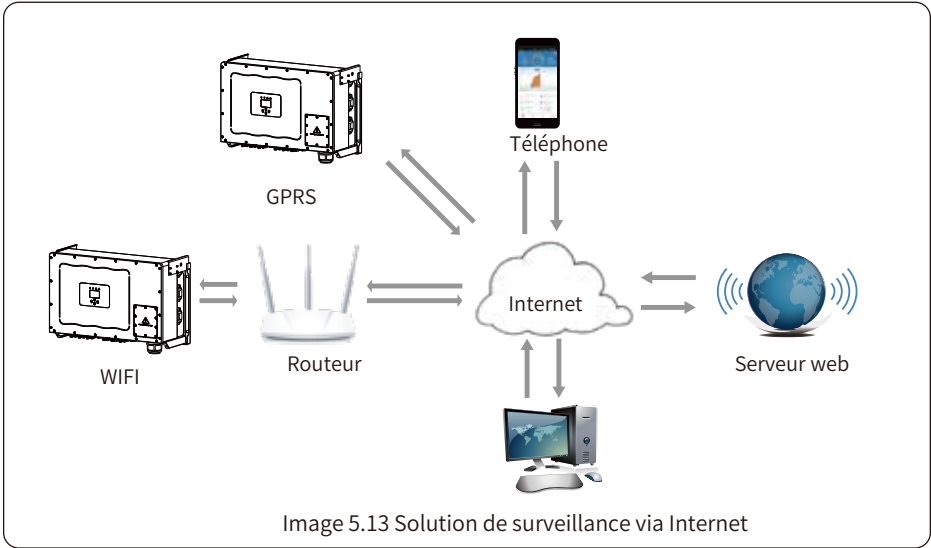 Téléphone
GPRS
Internet
WIFI
Routeur
Serveur web
Image 5.13 Solution de surveillance via Internet